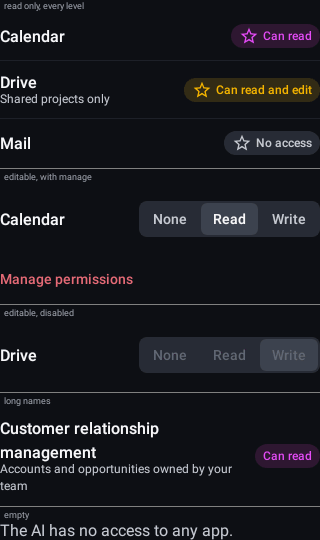 read only, every level
Calendar
Can read
Drive
Shared projects only
Can read and edit
Mail
No access
editable, with manage
Calendar
None Read Write
Manage permissions
editable, disabled
Drive
None Read Write
long names
Customer relationship
management
Accounts and opportunities owned by your
team
Can read
empty
The AI has no access to any app.